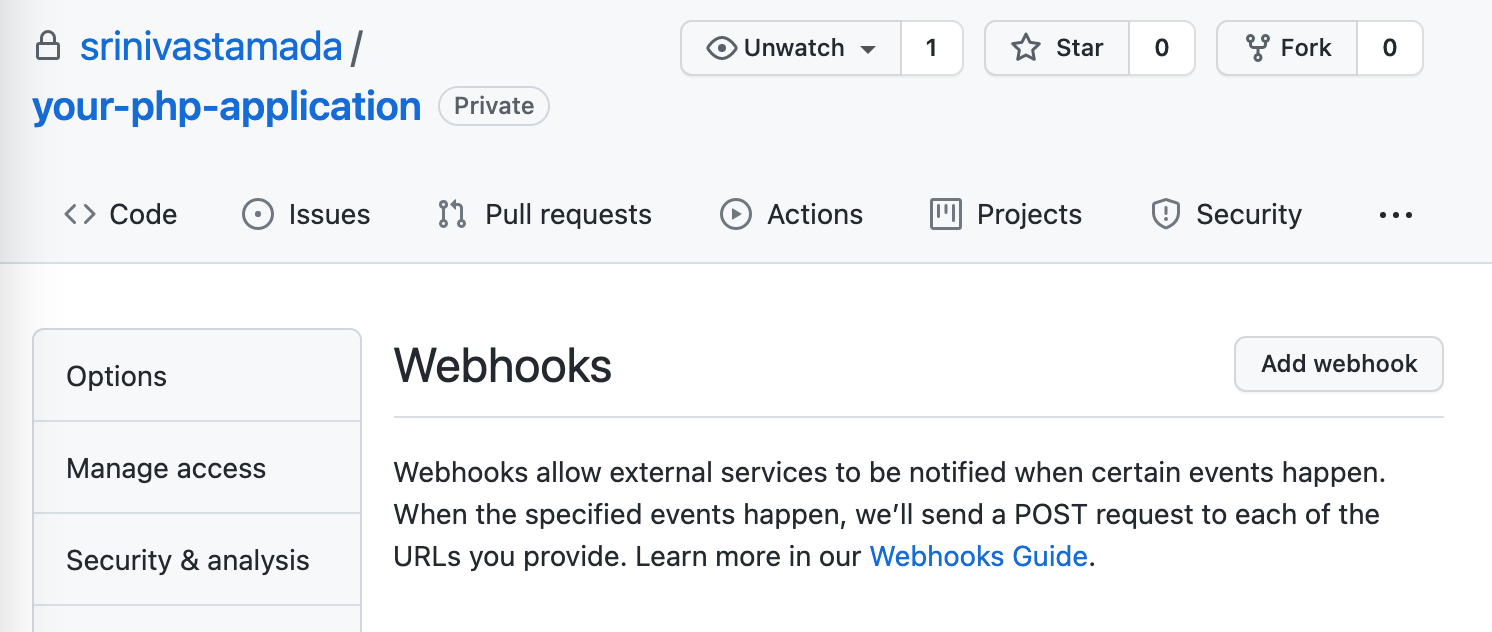 srinivastamada /
your-php-application Private
Unwatch 1 Star 0 Fork 0
Code Issues Pull requests Actions Projects Security
Options
Manage access
Security & analysis
Webhooks
Add webhook
Webhooks allow external services to be notified when certain events happen.
When the specified events happen, we’ll send a POST request to each of the
URLs you provide. Learn more in our Webhooks Guide.